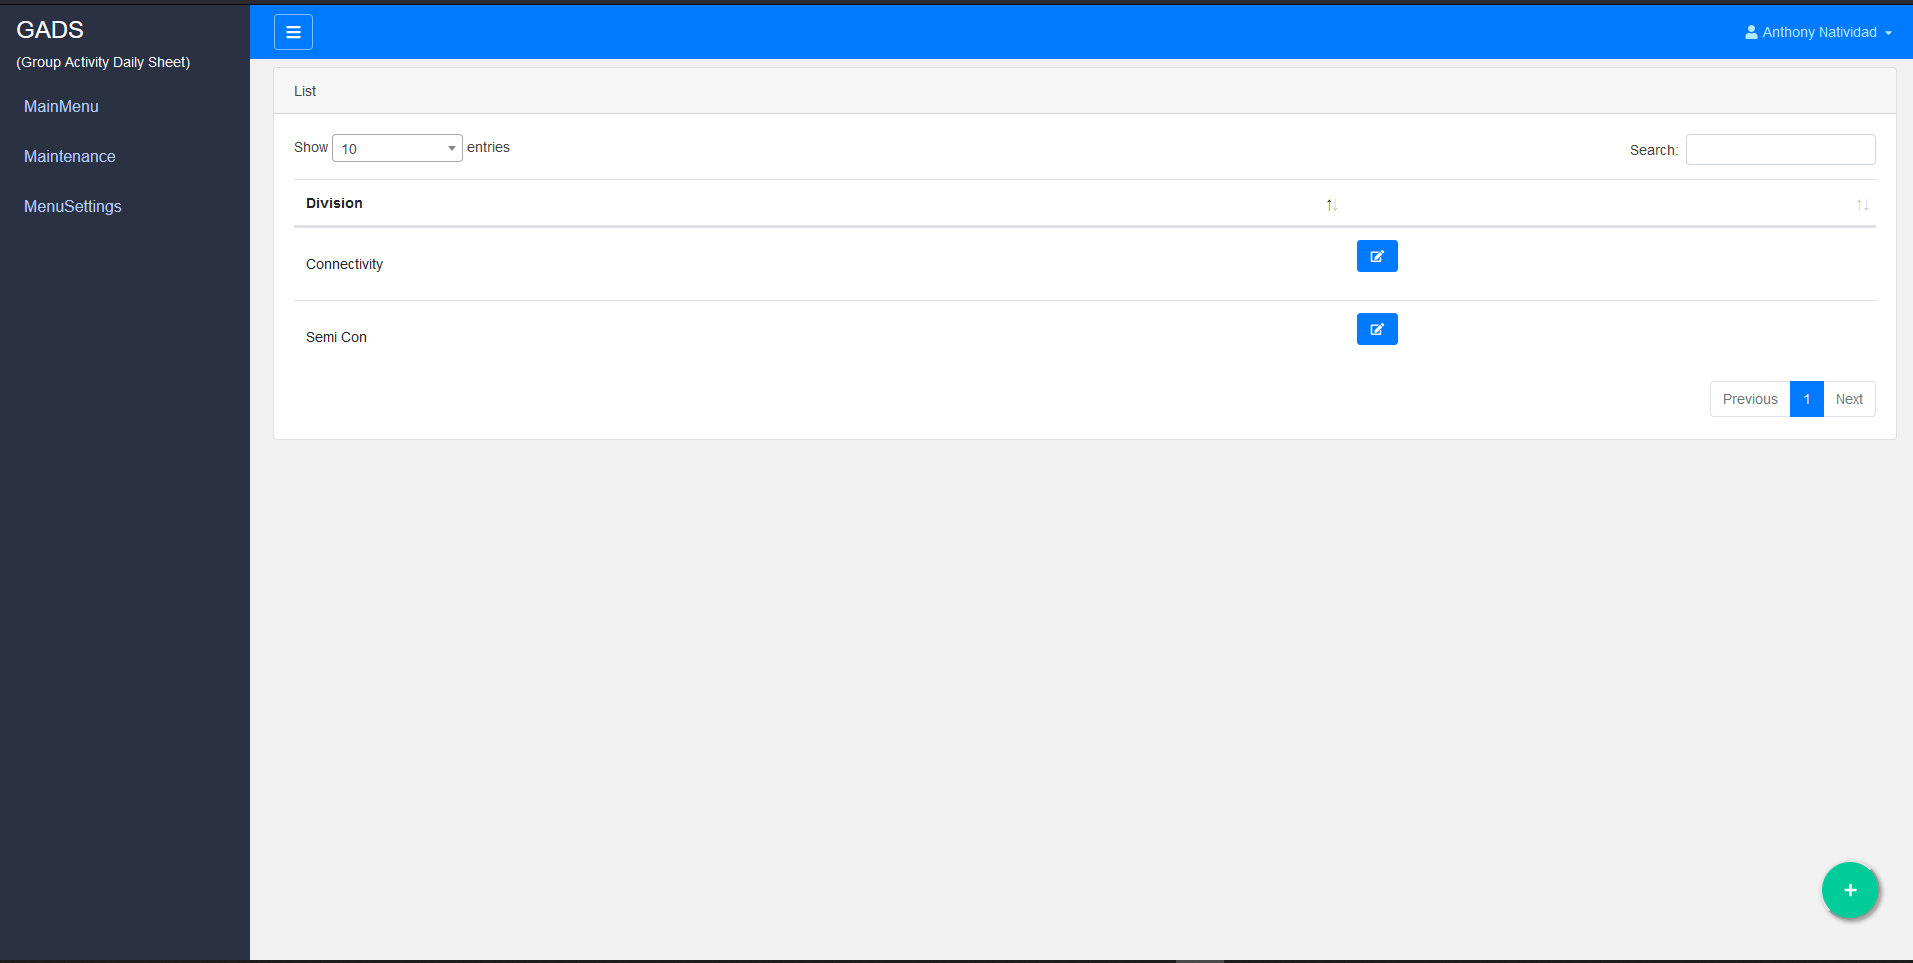 GADS
(Group Activity Daily Sheet)
MainMenu
Maintenance
MenuSettings
Anthony Natividad
List
Show 10 entries
Search:
Division
Connectivity
Semi Con
Previous 1 Next